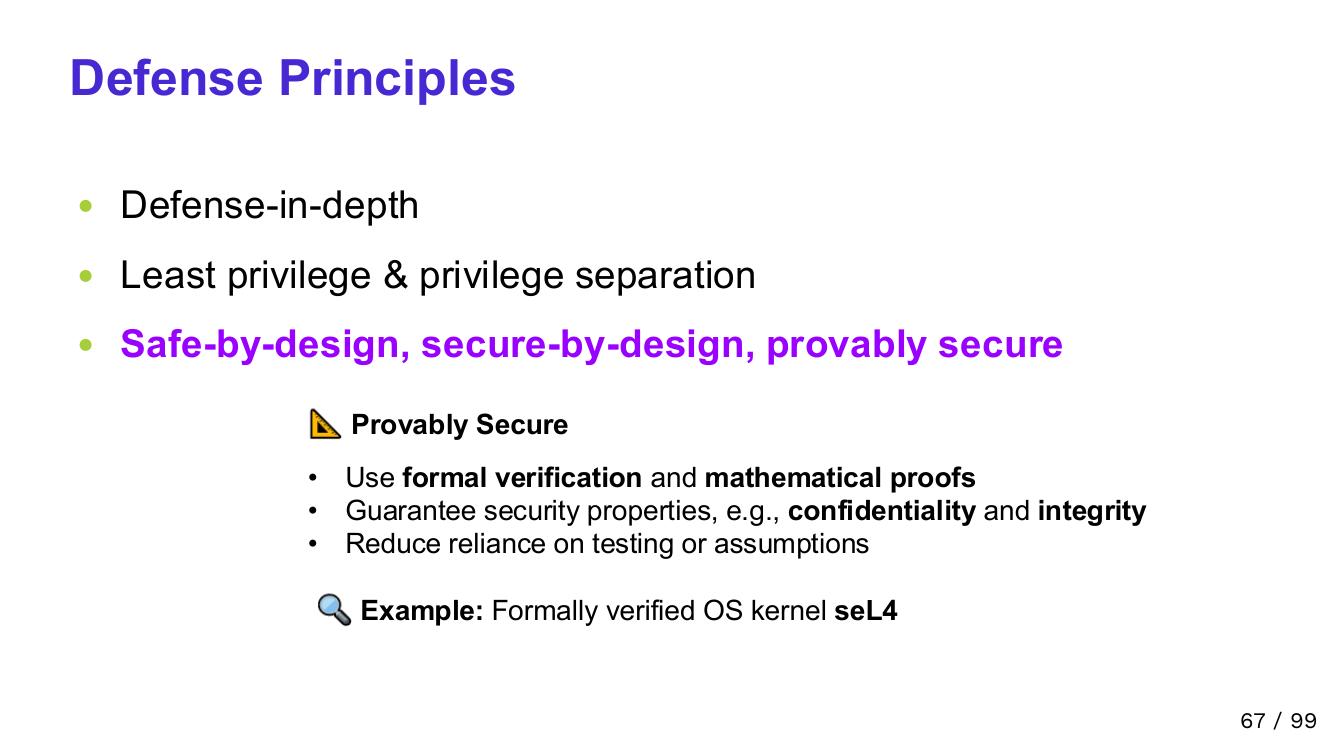 Defense Principles
• Defense-in-depth
• Least privilege & privilege separation
• Safe-by-design, secure-by-design, provably secure
📐 Provably Secure
• Use formal verification and mathematical proofs
• Guarantee security properties, e.g., confidentiality and integrity
• Reduce reliance on testing or assumptions
🔍 Example: Formally verified OS kernel seL4
67 / 99